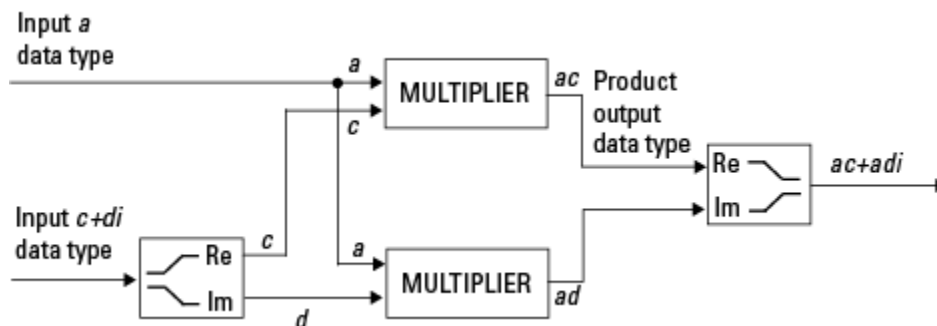 Input a
data type
a
MULTIPLIER
ac
Product
output
data type
c
Re
Im
ac+adi
Input c+di
data type
Re
Im
c
d
a
MULTIPLIER
ad